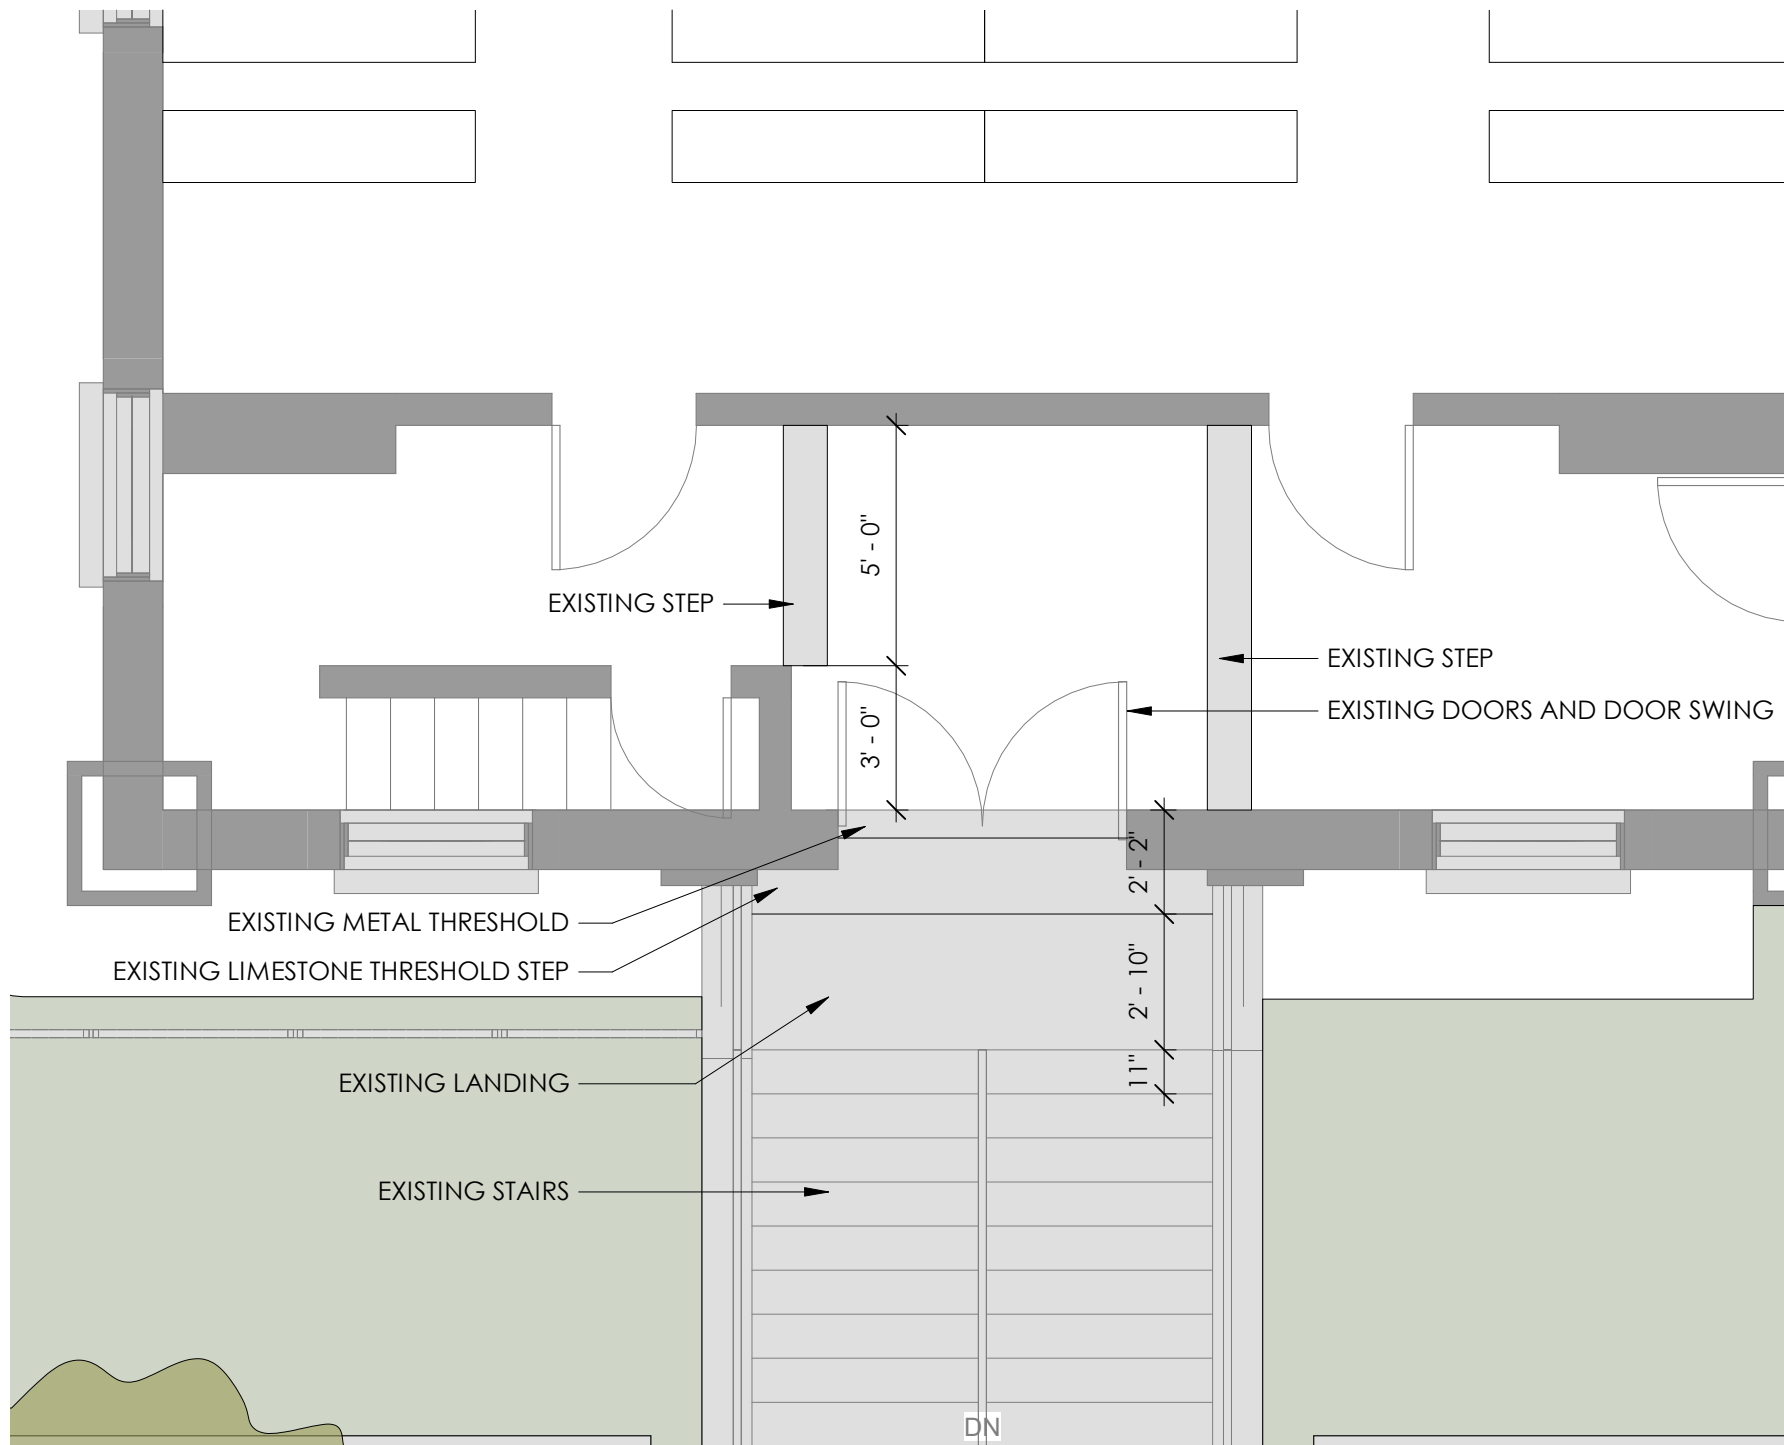 5' - 0"
EXISTING STEP
EXISTING STEP
EXISTING DOORS AND DOOR SWING
3' - 0"
2' - 2"
EXISTING METAL THRESHOLD
EXISTING LIMESTONE THRESHOLD STEP
2' - 10"
EXISTING LANDING
11"
EXISTING STAIRS
DN